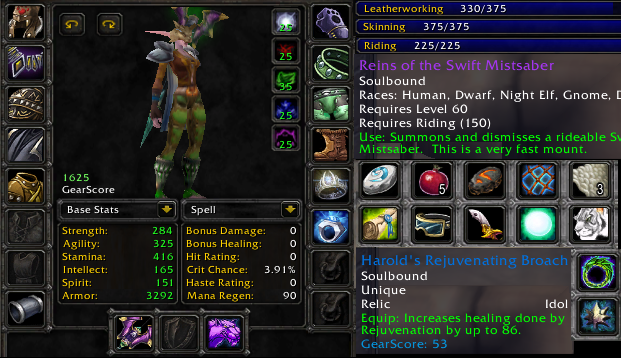 25
25
35
25
25
1625
GearScore
Base Stats
Spell
Strength: 284
Agility: 325
Stamina: 416
Intellect: 165
Spirit: 151
Armor: 3292
Bonus Damage: 0
Bonus Healing: 0
Hit Rating: 0
Crit Chance: 3.91%
Haste Rating: 0
Mana Regen: 90
Leatherworking 330/375
Skinning 375/375
Riding 225/225
Reins of the Swift Mistsaber
Soulbound
Races: Human, Dwarf, Night Elf, Gnome, D
Requires Level 60
Requires Riding (150)
Use: Summons and dismisses a rideable Sw
Mistsaber. This is a very fast mount.
5
3
Harold's Rejuvenating Broach
Soulbound
Unique
Relic Idol
Equip: Increases healing done by
Rejuvenation by up to 86.
GearScore: 53